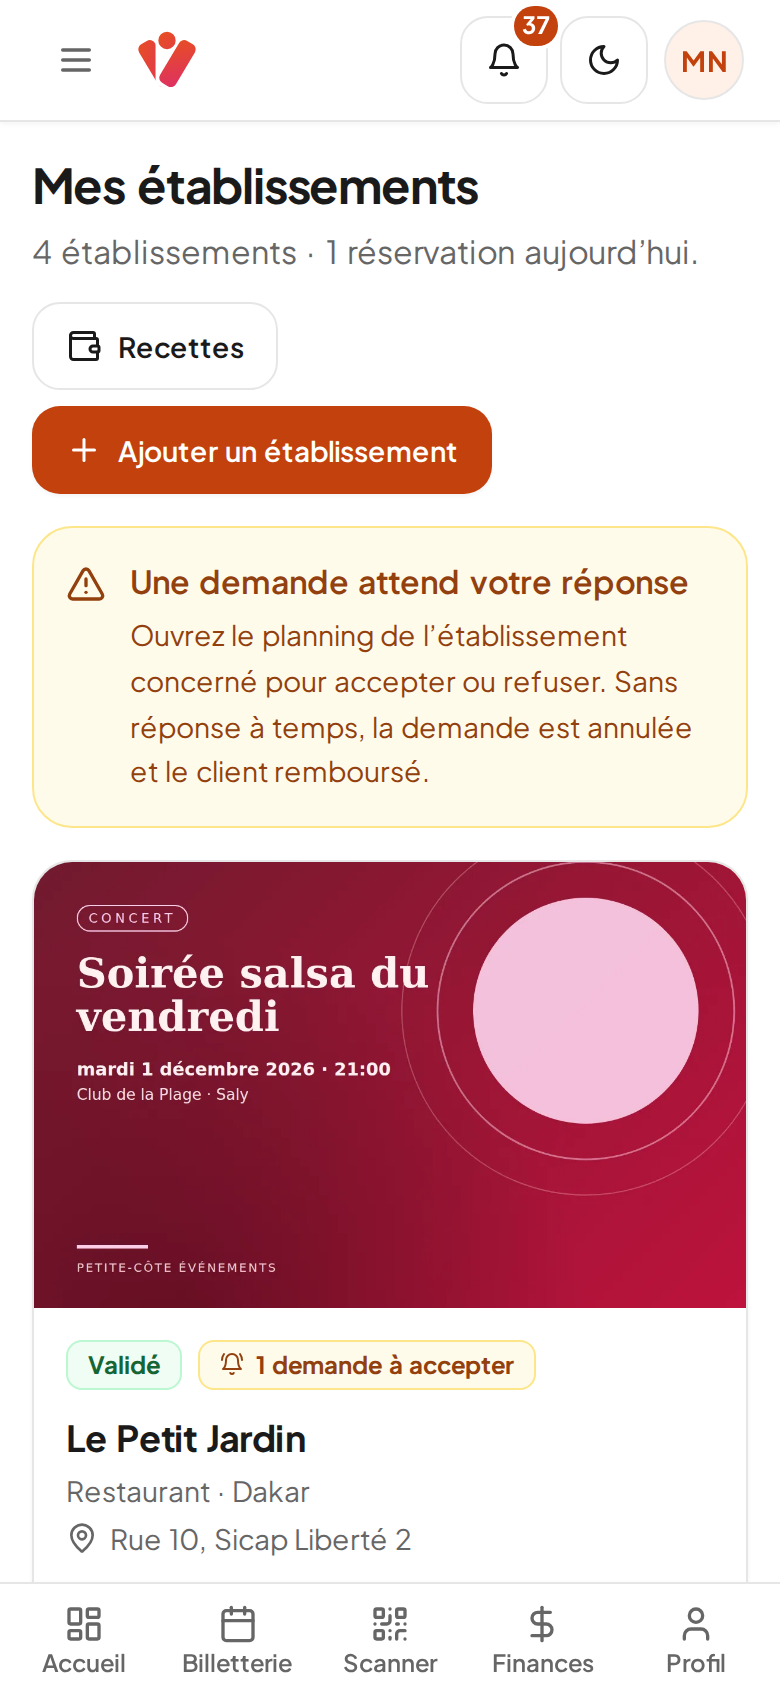 37
MN
Mes établissements
4 établissements · 1 réservation aujourd’hui.
Recettes
Ajouter un établissement
Une demande attend votre réponse
Ouvrez le planning de l’établissement
concerné pour accepter ou refuser. Sans
réponse à temps, la demande est annulée
et le client remboursé.
CONCERT
Soirée salsa du
vendredi
mardi 1 décembre 2026 · 21:00
Club de la Plage · Saly
PETITE-CÔTE ÉVÉNEMENTS
Validé
1 demande à accepter
Le Petit Jardin
Restaurant · Dakar
Rue 10, Sicap Liberté 2
Accueil
Billetterie
Scanner
Finances
Profil